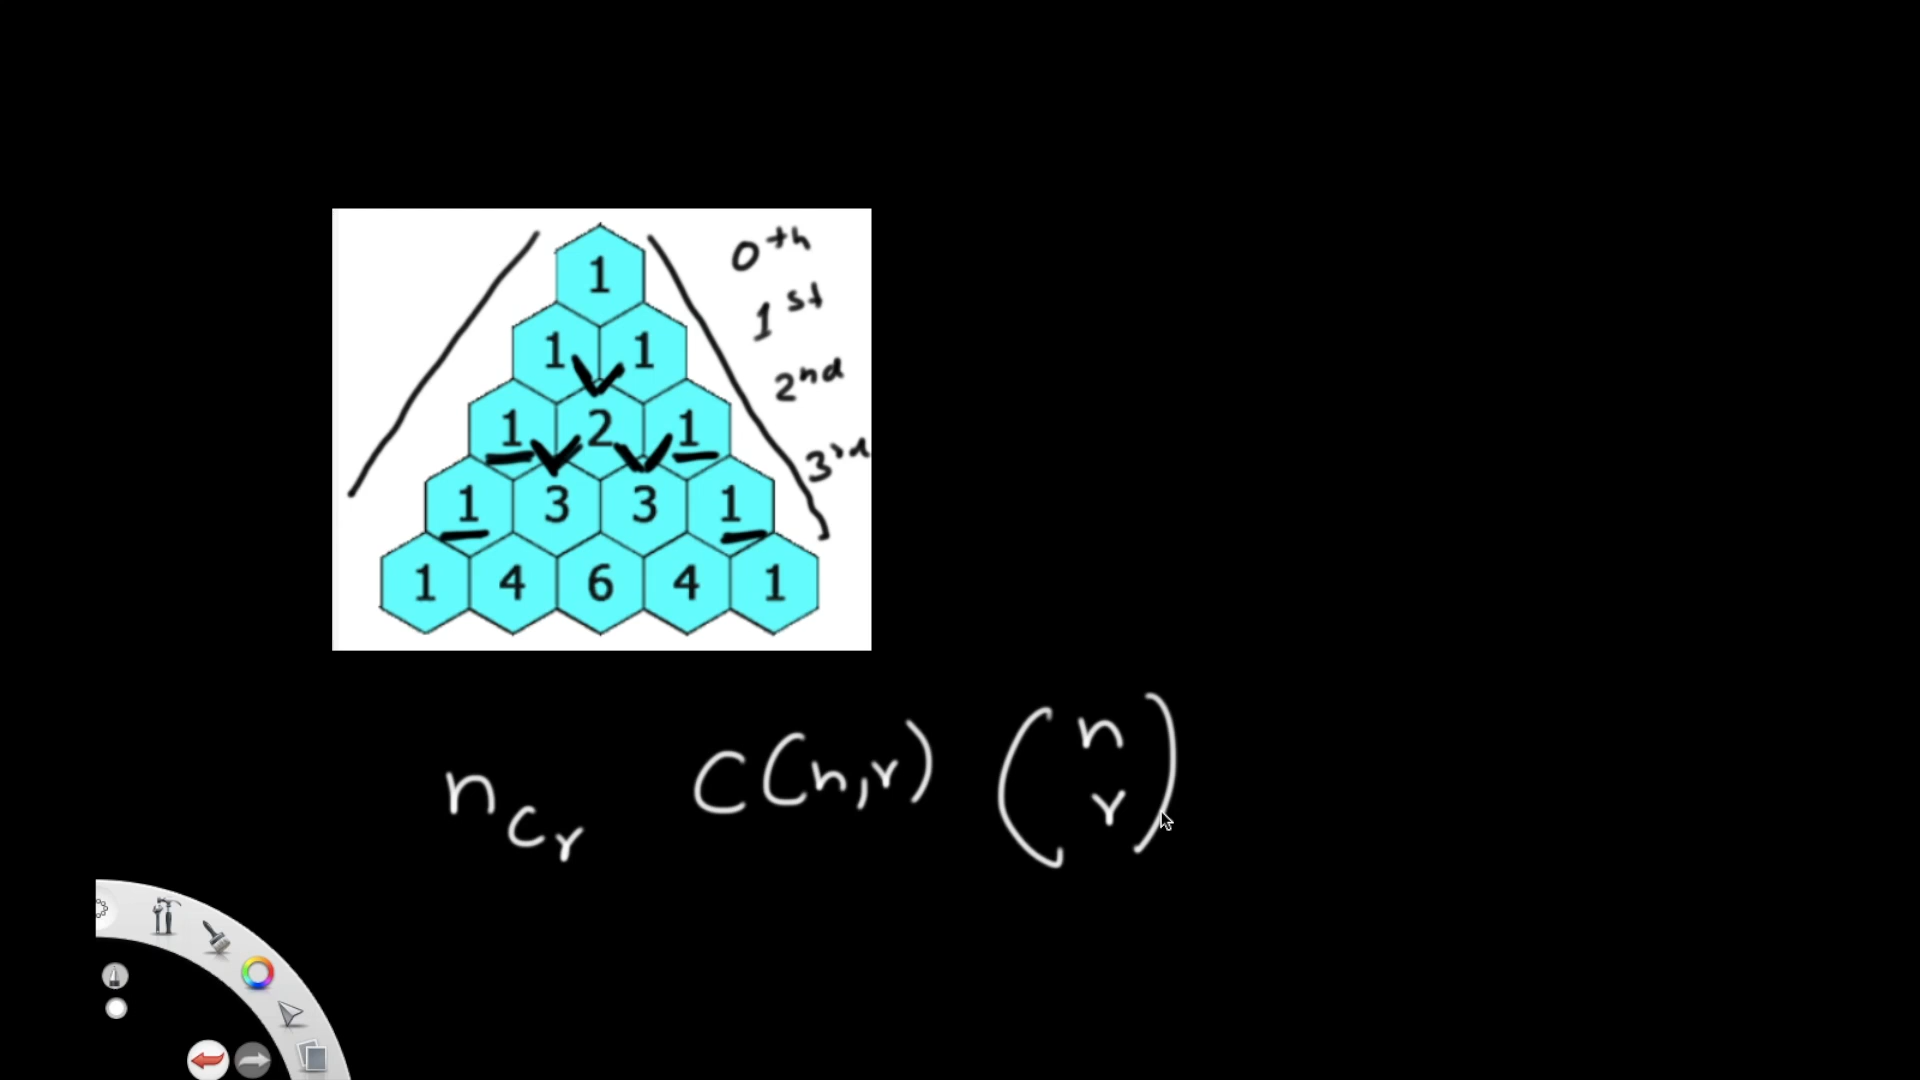 1 0th
1 1 1st
1 2 1 2nd
1 3 3 1 3rd
1 4 6 4 1
nCr C(n,r) (n r)